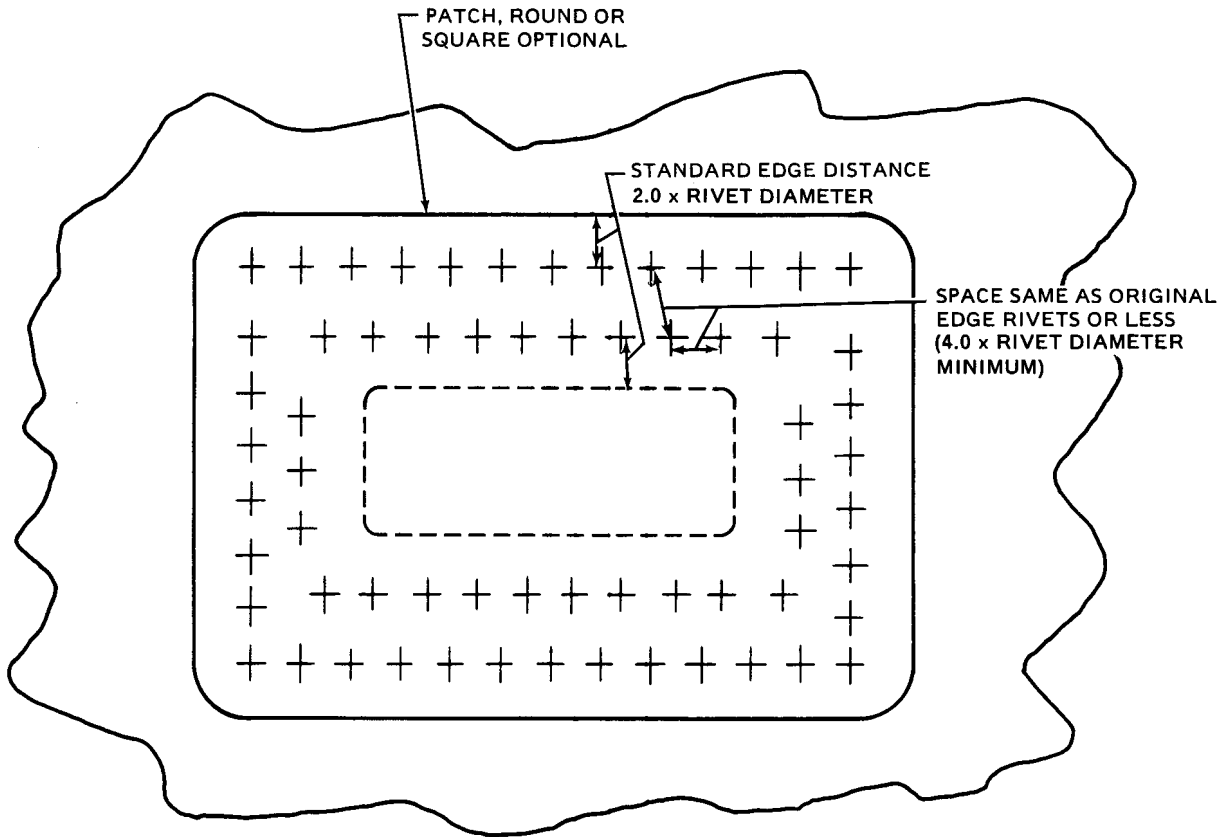 PATCH, ROUND OR
SQUARE OPTIONAL
STANDARD EDGE DISTANCE
2.0 x RIVET DIAMETER
SPACE SAME AS ORIGINAL
EDGE RIVETS OR LESS
(4.0 x RIVET DIAMETER
MINIMUM)